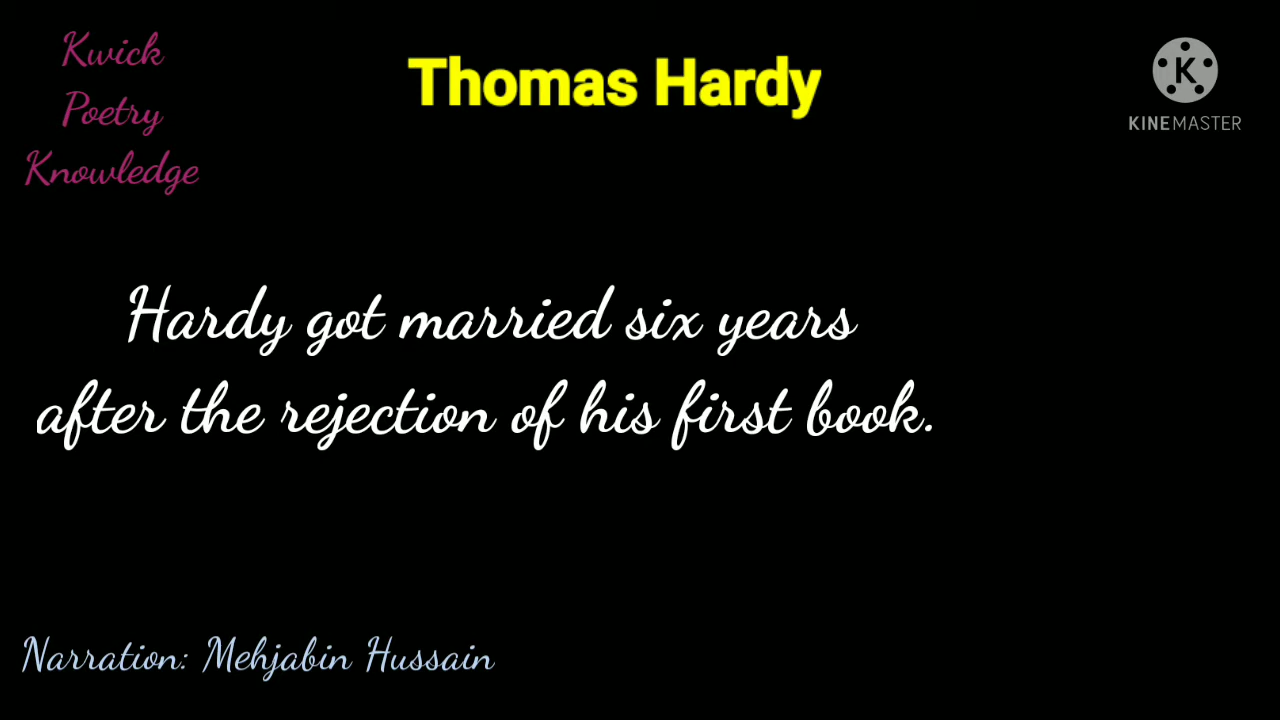 Kwick
Poetry
Knowledge
Thomas Hardy
K
KINEMASTER
Hardy got married six years
after the rejection of his first book.
Narration: Mehjabin Hussain